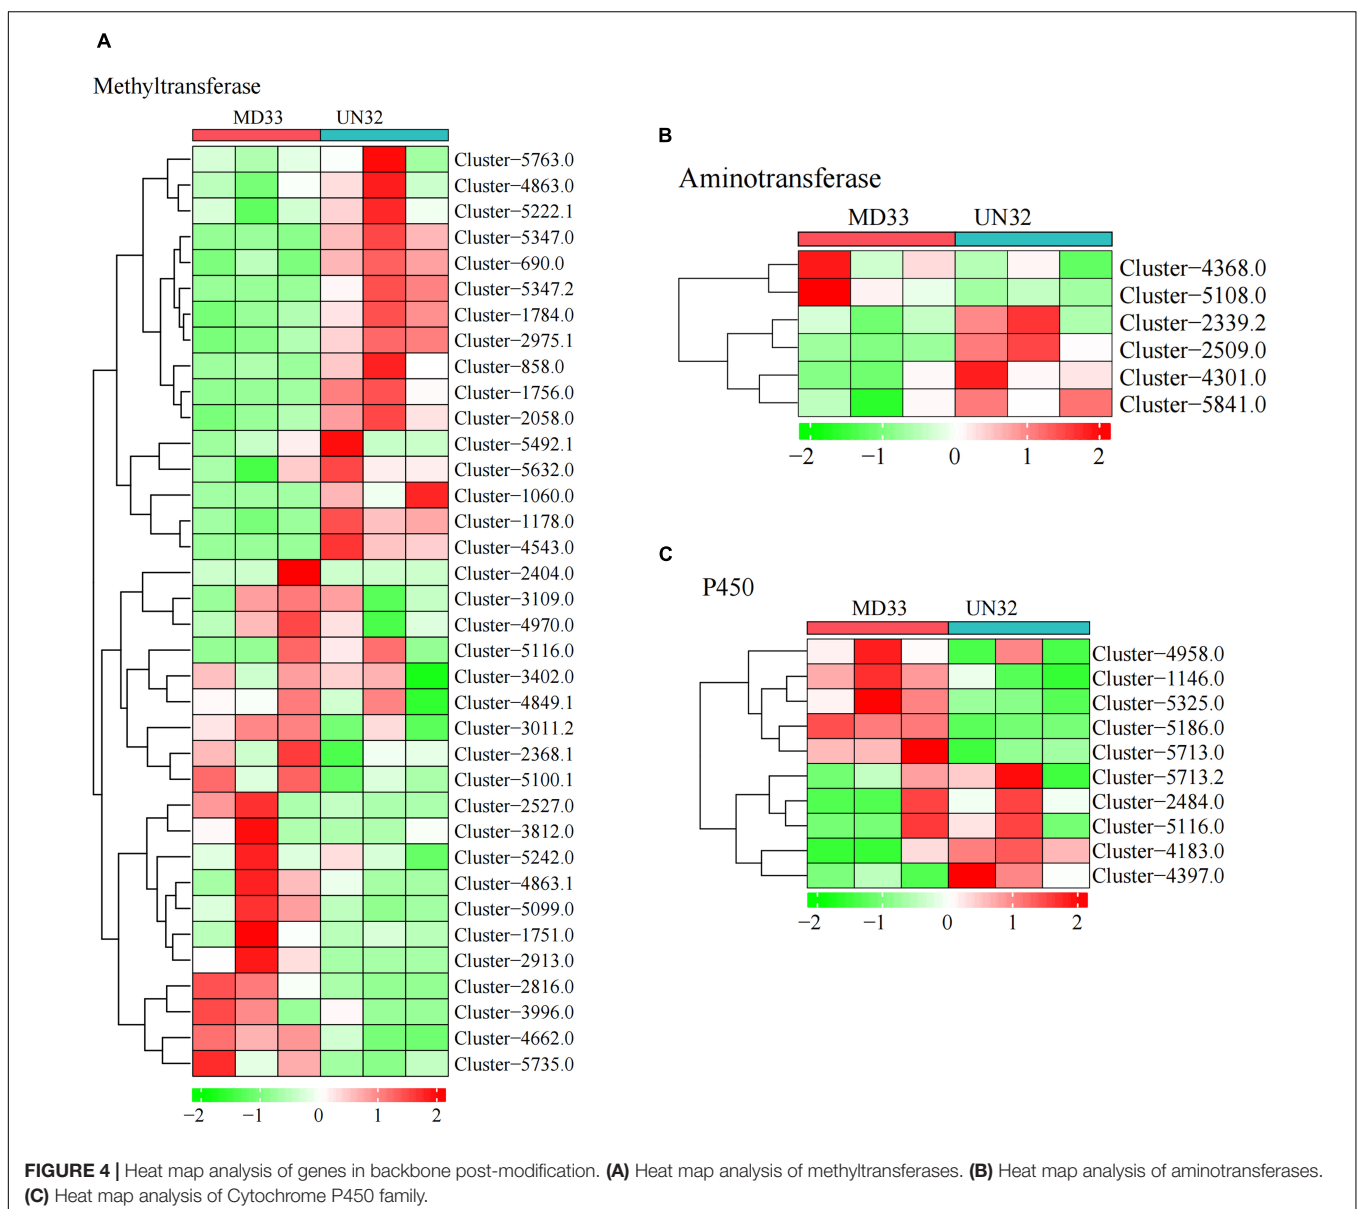 A
Methyltransferase
MD33 UN32
Cluster−5763.0
Cluster−4863.0
Cluster−5222.1
Cluster−5347.0
Cluster−690.0
Cluster−5347.2
Cluster−1784.0
Cluster−2975.1
Cluster−858.0
Cluster−1756.0
Cluster−2058.0
Cluster−5492.1
Cluster−5632.0
Cluster−1060.0
Cluster−1178.0
Cluster−4543.0
Cluster−2404.0
Cluster−3109.0
Cluster−4970.0
Cluster−5116.0
Cluster−3402.0
Cluster−4849.1
Cluster−3011.2
Cluster−2368.1
Cluster−5100.1
Cluster−2527.0
Cluster−3812.0
Cluster−5242.0
Cluster−4863.1
Cluster−5099.0
Cluster−1751.0
Cluster−2913.0
Cluster−2816.0
Cluster−3996.0
Cluster−4662.0
Cluster−5735.0
−2 −1 0 1 2
B
Aminotransferase
MD33 UN32
Cluster−4368.0
Cluster−5108.0
Cluster−2339.2
Cluster−2509.0
Cluster−4301.0
Cluster−5841.0
−2 −1 0 1 2
C
P450
MD33 UN32
Cluster−4958.0
Cluster−1146.0
Cluster−5325.0
Cluster−5186.0
Cluster−5713.0
Cluster−5713.2
Cluster−2484.0
Cluster−5116.0
Cluster−4183.0
Cluster−4397.0
−2 −1 0 1 2
FIGURE 4 | Heat map analysis of genes in backbone post-modification. (A) Heat map analysis of methyltransferases. (B) Heat map analysis of aminotransferases.
(C) Heat map analysis of Cytochrome P450 family.